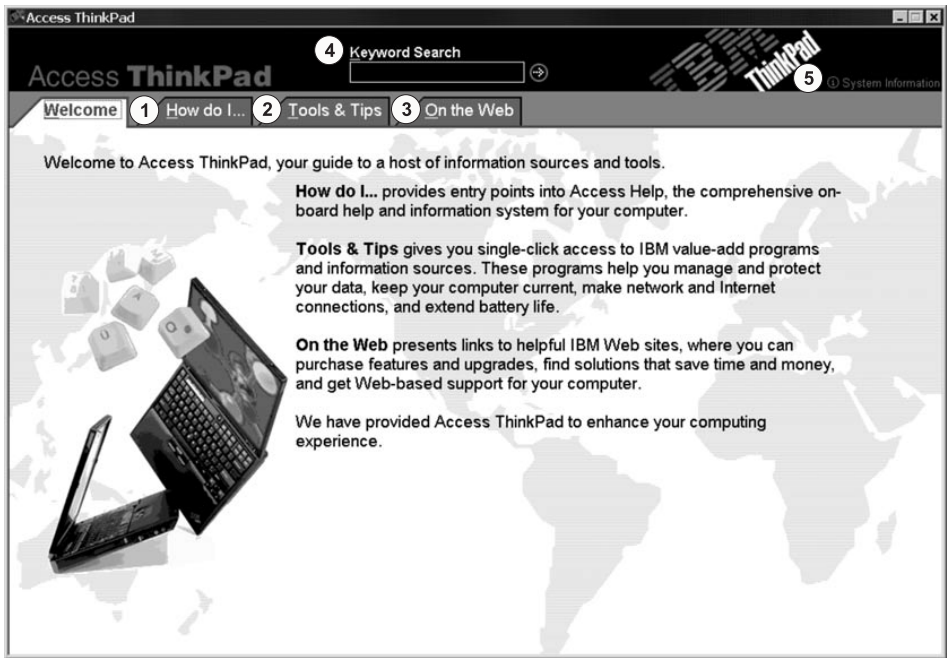 Access ThinkPad
4 Keyword Search
IBM
ThinkPad
Access ThinkPad
5 System Information
Welcome 1 How do I... 2 Tools & Tips 3 On the Web
Welcome to Access ThinkPad, your guide to a host of information sources and tools.
How do I... provides entry points into Access Help, the comprehensive on-
board help and information system for your computer.
Tools & Tips gives you single-click access to IBM value-add programs
and information sources. These programs help you manage and protect
your data, keep your computer current, make network and Internet
connections, and extend battery life.
On the Web presents links to helpful IBM Web sites, where you can
purchase features and upgrades, find solutions that save time and money,
and get Web-based support for your computer.
We have provided Access ThinkPad to enhance your computing
experience.